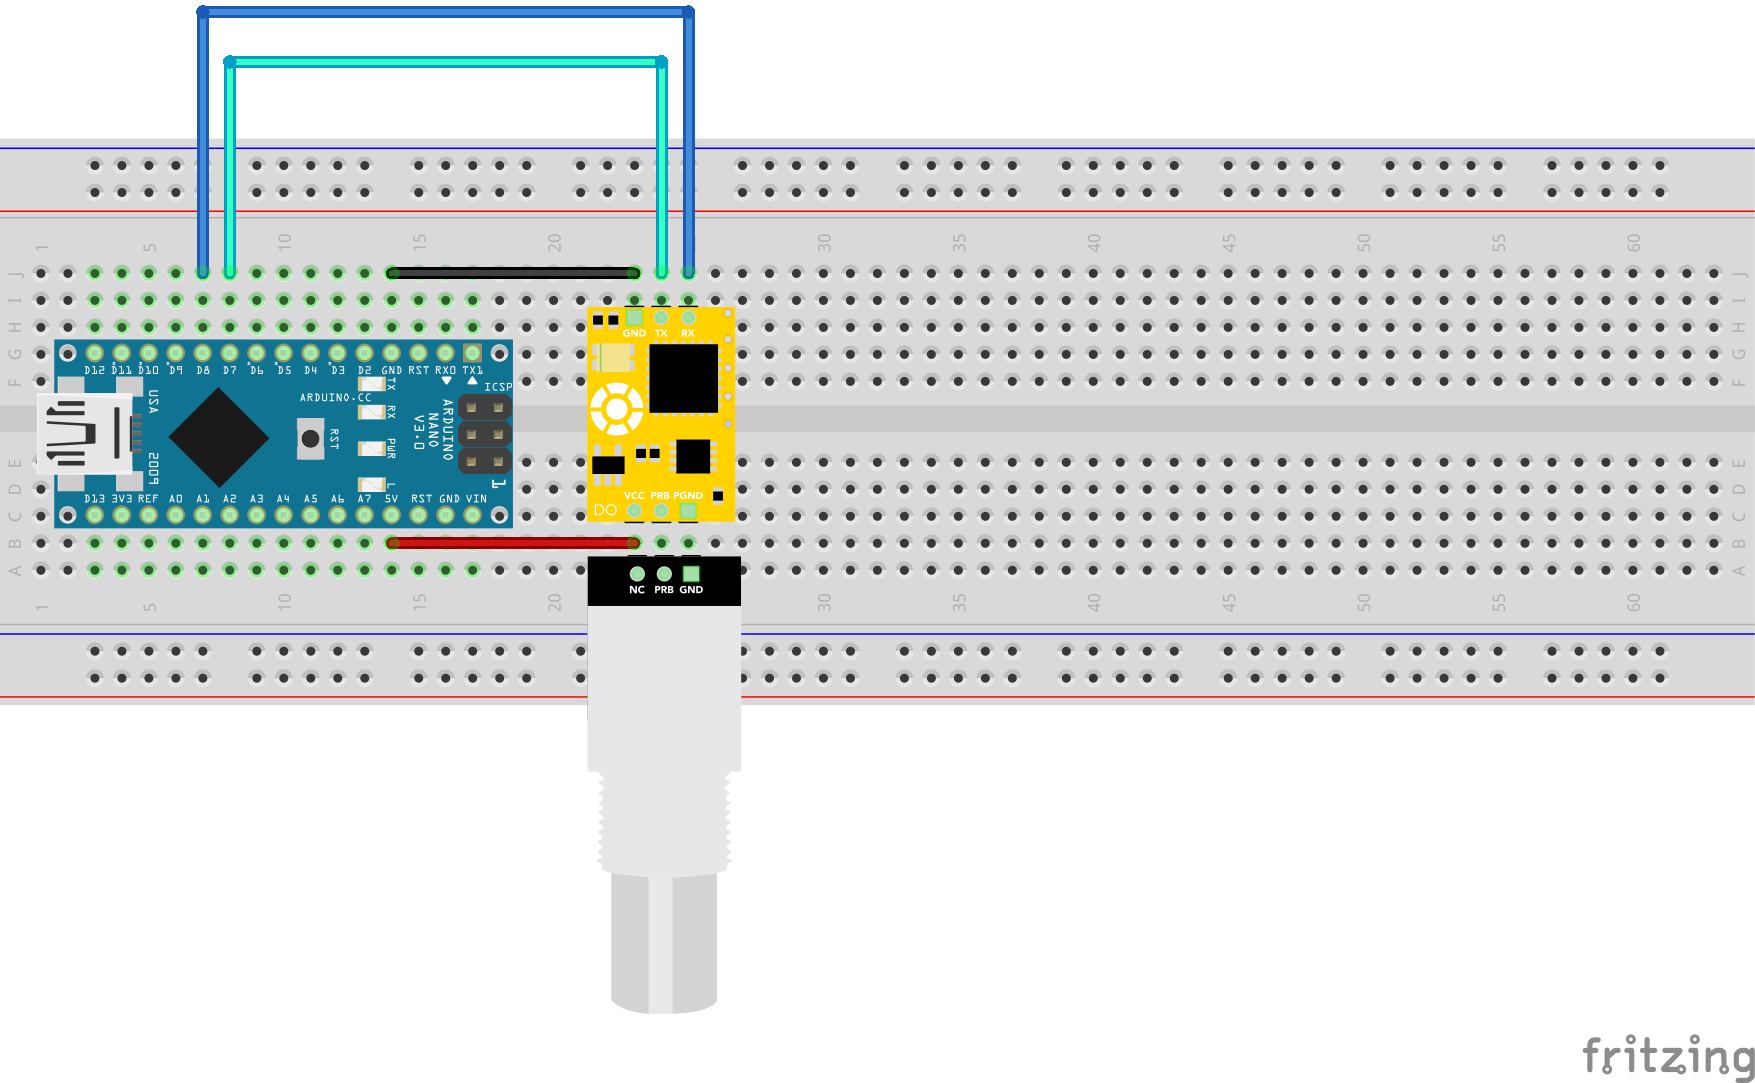 1 5 10 15 20 30 35 40 45 50 55 60
J J
I I
H H
G G
F F
GND TX RX
D12 D11 D10 D9 D8 D7 D6 D5 D4 D3 D2 GND RST RX0 TX1
ICSP
ARDUINO.CC
TX
RX
PWR
L
RST
USA
2009
ARDUINO
NANO
V3.0
1
D13 3V3 REF A0 A1 A2 A3 A4 A5 A6 A7 5V RST GND VIN
VCC PRB PGND
DO
E E
D D
C C
B B
A A
NC PRB GND
1 5 10 15 20 30 35 40 45 50 55 60
fritzing